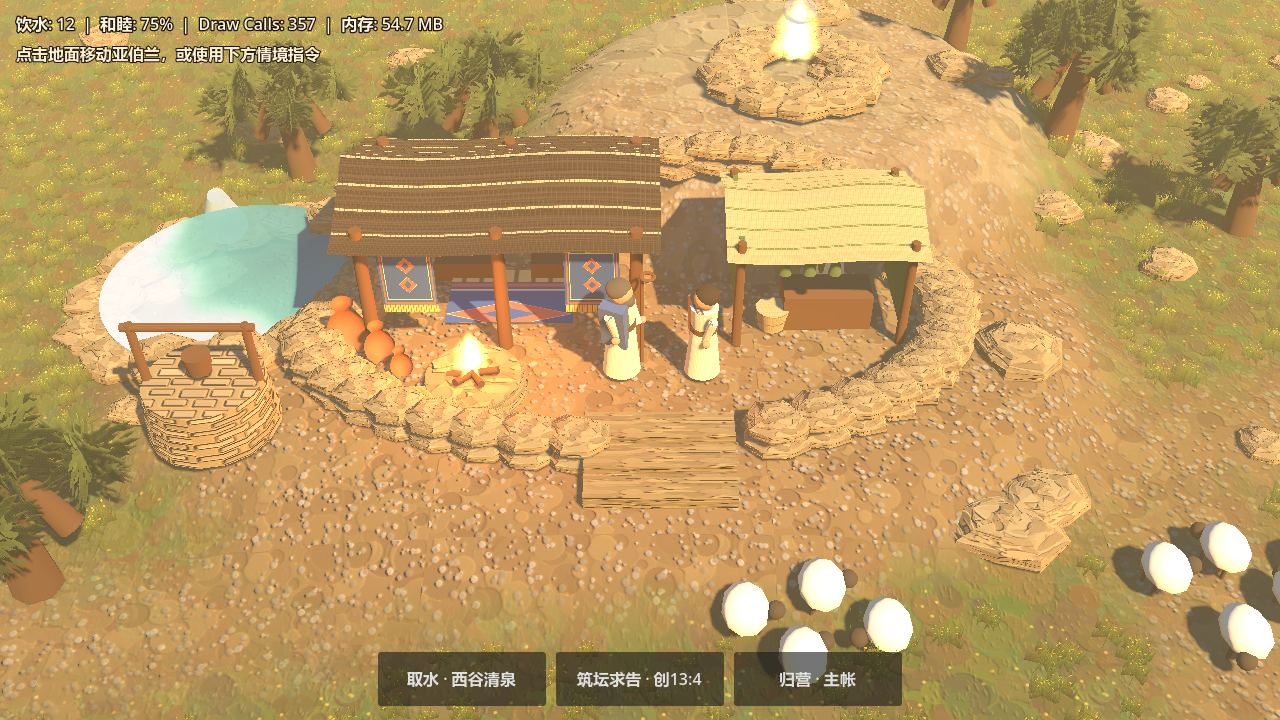 饮水: 12 | 和睦: 75% | Draw Calls: 357 | 内存: 54.7 MB
点击地面移动亚伯兰，或使用下方情境指令
取水 · 西谷清泉
筑坛求告 · 创13:4
归营 · 主帐